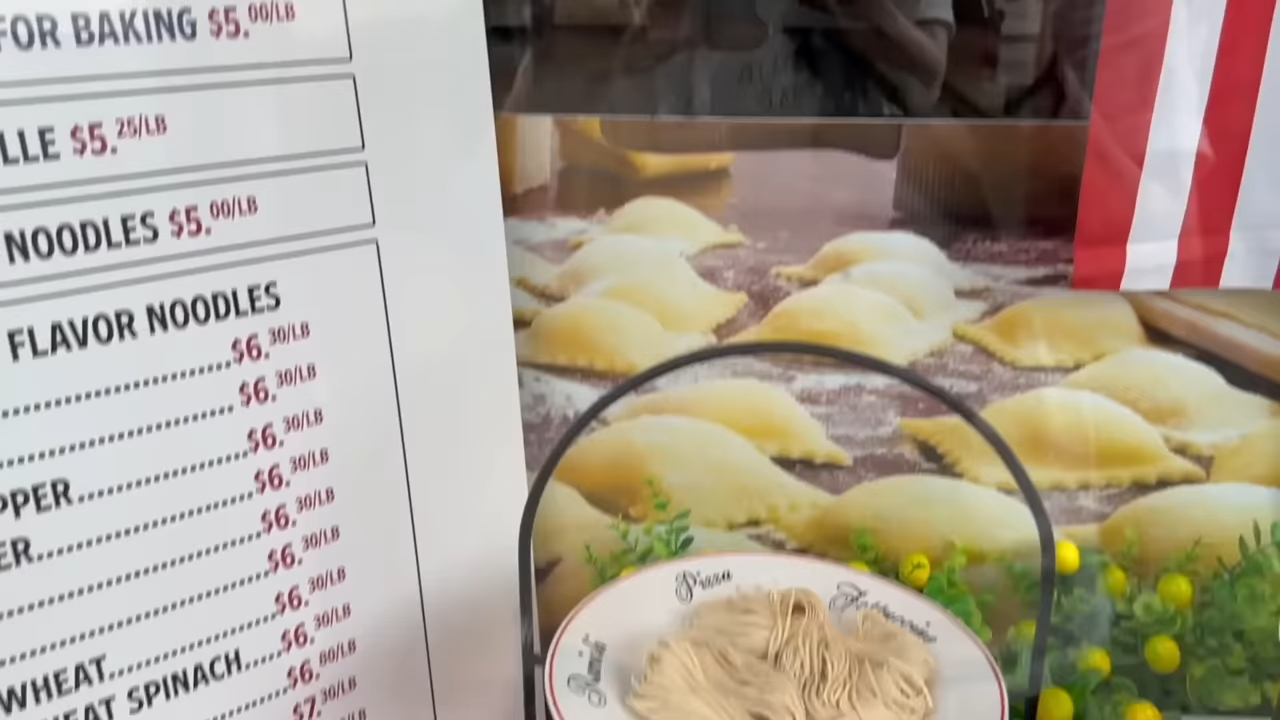 FOR BAKING $5.00/LB
LLE $5.25/LB
NOODLES $5.00/LB
FLAVOR NOODLES
........................$6.30/LB
........................$6.30/LB
PPER..................$6.30/LB
ER......................$6.30/LB
........................$6.30/LB
........................$6.30/LB
WHEAT................$6.30/LB
EAT SPINACH.....$6.30/LB
$6.60/LB
$7.30/LB
Pizza
Fettuccine